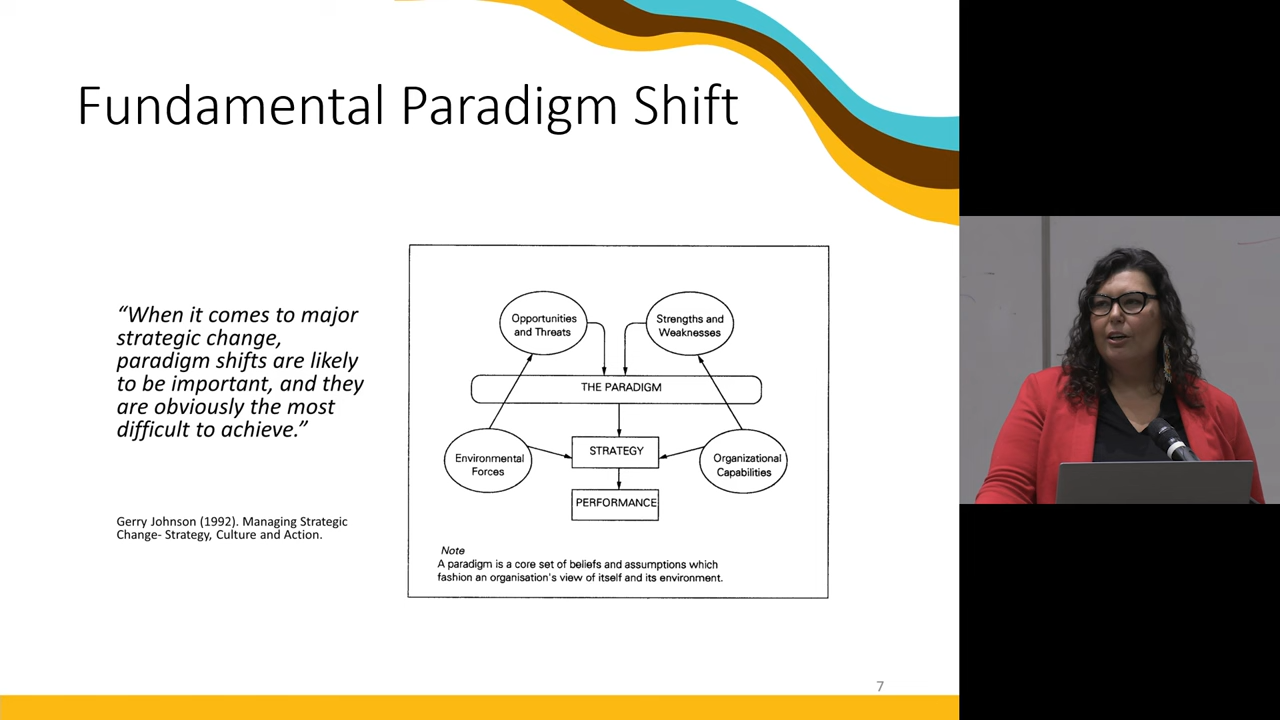 Fundamental Paradigm Shift
“When it comes to major
strategic change,
paradigm shifts are likely
to be important, and they
are obviously the most
difficult to achieve.”
Gerry Johnson (1992). Managing Strategic
Change- Strategy, Culture and Action.
Opportunities
and Threats
Strengths and
Weaknesses
THE PARADIGM
Environmental
Forces
STRATEGY
Organizational
Capabilities
PERFORMANCE
Note
A paradigm is a core set of beliefs and assumptions which
fashion an organisation's view of itself and its environment.
7